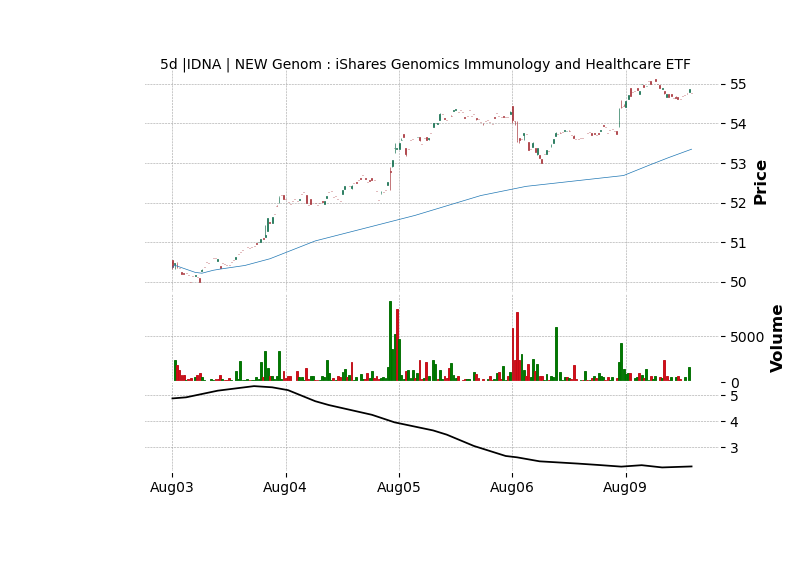 5d |IDNA | NEW Genom : iShares Genomics Immunology and Healthcare ETF
55
54
53
52
51
50
Price
5000
0
Volume
5
4
3
Aug03 Aug04 Aug05 Aug06 Aug09